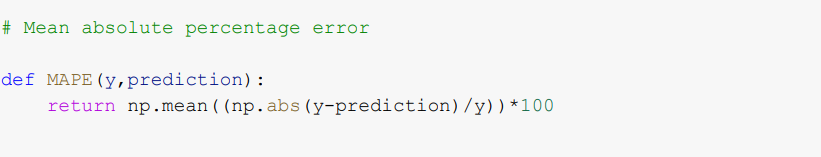 # Mean absolute percentage error
def MAPE(y,prediction):
    return np.mean((np.abs(y-prediction)/y))*100